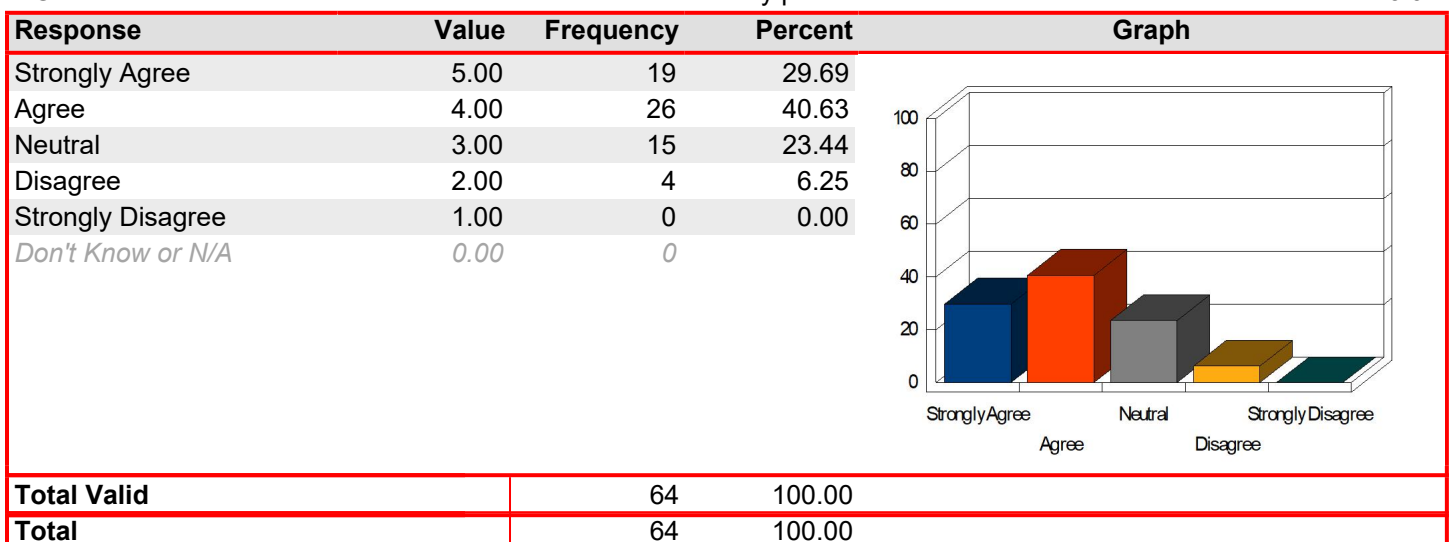 Response Value Frequency Percent Graph
Strongly Agree 5.00 19 29.69
Agree 4.00 26 40.63
Neutral 3.00 15 23.44
Disagree 2.00 4 6.25
Strongly Disagree 1.00 0 0.00
Don't Know or N/A 0.00 0
100
80
60
40
20
0
Strongly Agree Neutral Strongly Disagree
Agree Disagree
Total Valid 64 100.00
Total 64 100.00